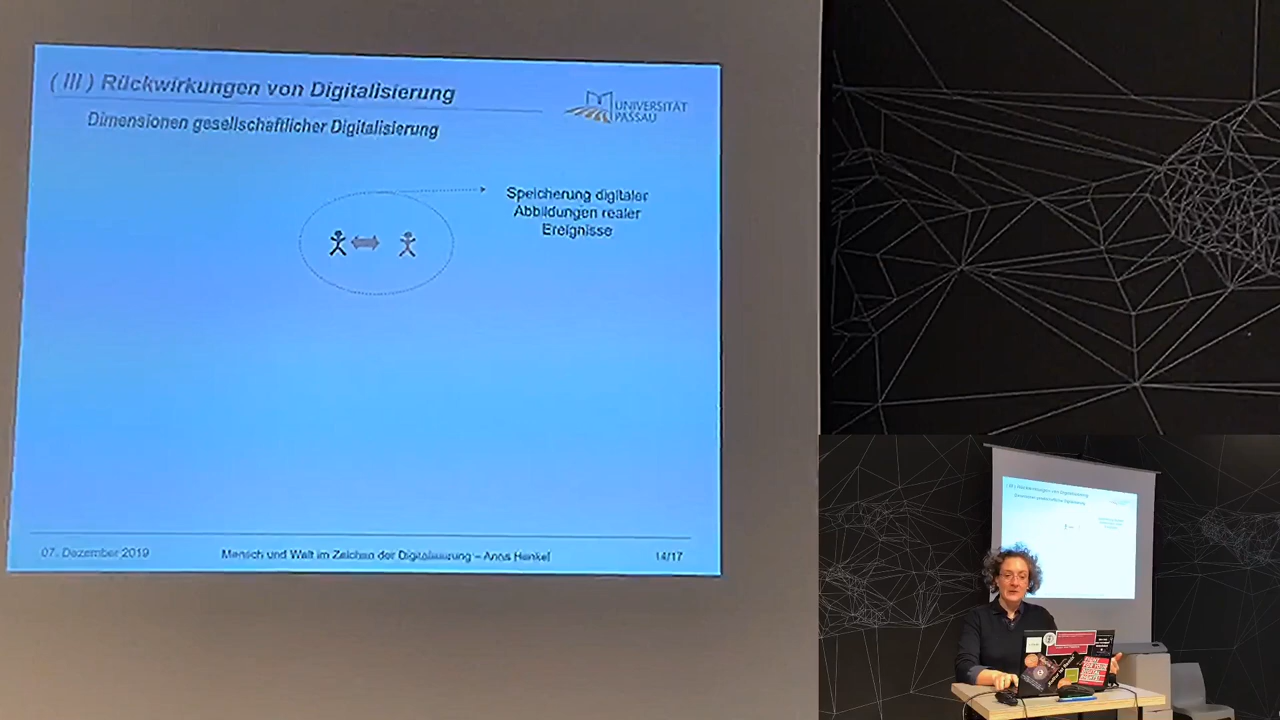 ( III ) Rückwirkungen von Digitalisierung
UNIVERSITÄT
PASSAU
Dimensionen gesellschaftlicher Digitalisierung
Speicherung digitaler
Abbildungen realer
Ereignisse
07. Dezember 2019
Mensch und Welt im Zeichen der Digitalisierung – Anna Henkel
14/17